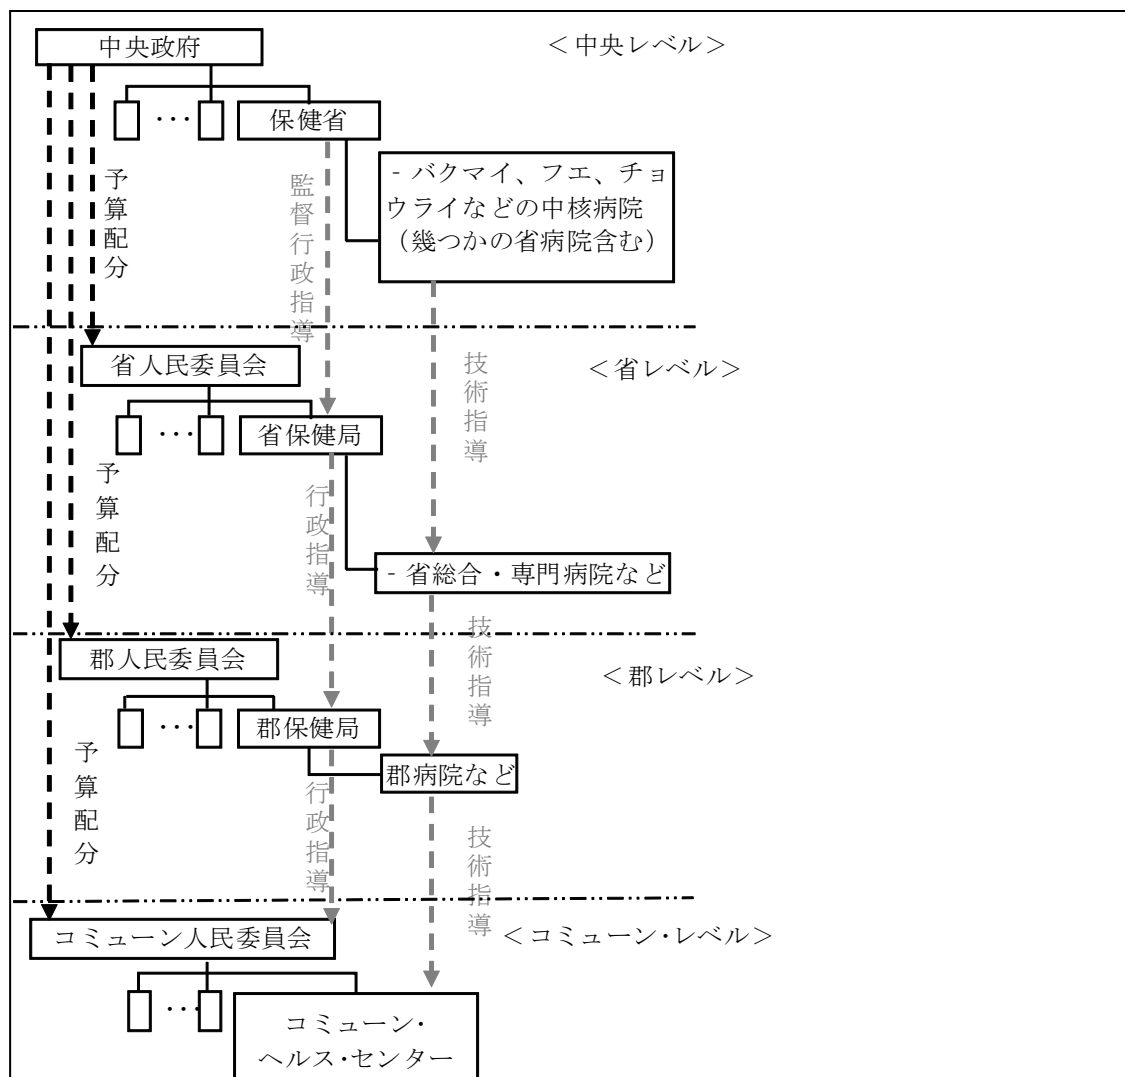 中央政府
＜中央レベル＞
･･･
保健省
予算配分
監督行政指導
‐バクマイ、フエ、チョ
ウライなどの中核病院
（幾つかの省病院含む）
省人民委員会
＜省レベル＞
技術指導
･･･
省保健局
予算配分
行政指導
‐省総合・専門病院など
郡人民委員会
技術指導
＜郡レベル＞
･･･
郡保健局
予算配分
郡病院など
行政指導
技術指導
コミューン人民委員会
＜コミューン･レベル＞
･･･
コミューン･
ヘルス･センター